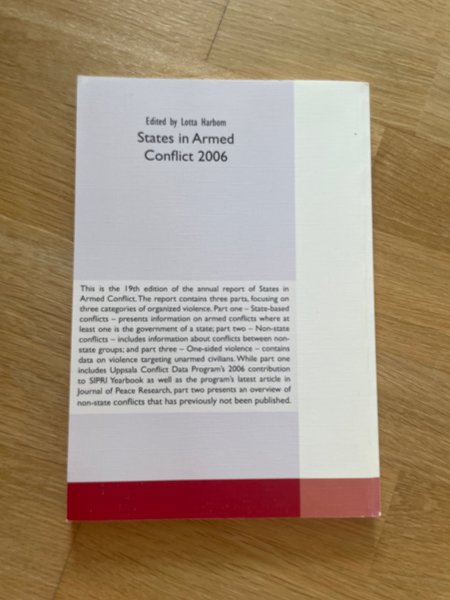 Edited by Lotta Harbom
States in Armed
Conflict 2006
This is the 19th edition of the annual report of States in
Armed Conflict. The report contains three parts, focusing on
three categories of organized violence. Part one – State-based
conflicts – presents information on armed conflicts where at
least one is the government of a state; part two – Non-state
conflicts – includes information about conflicts between non-
state groups; and part three – One-sided violence – contains
data on violence targeting unarmed civilians. While part one
includes Uppsala Conflict Data Program's 2006 contribution
to SIPRI Yearbook as well as the program's latest article in
Journal of Peace Research, part two presents an overview of
non-state conflicts that has previously not been published.